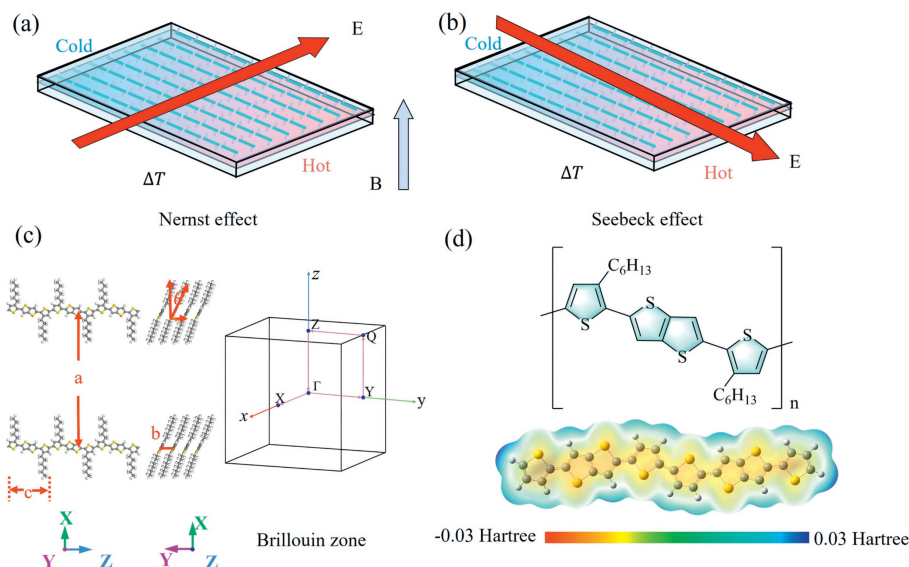 (a)
E
Cold
Hot
ΔT
B
Nernst effect
(b)
Cold
E
Hot
ΔT
Seebeck effect
(c)
θ
a
b
c
X
Y
Z
X
Y
Z
z
Z
Q
Γ
X
Y
x
y
Brillouin zone
(d)
C6H13
S
S
S
S
C6H13
n
-0.03 Hartree
0.03 Hartree